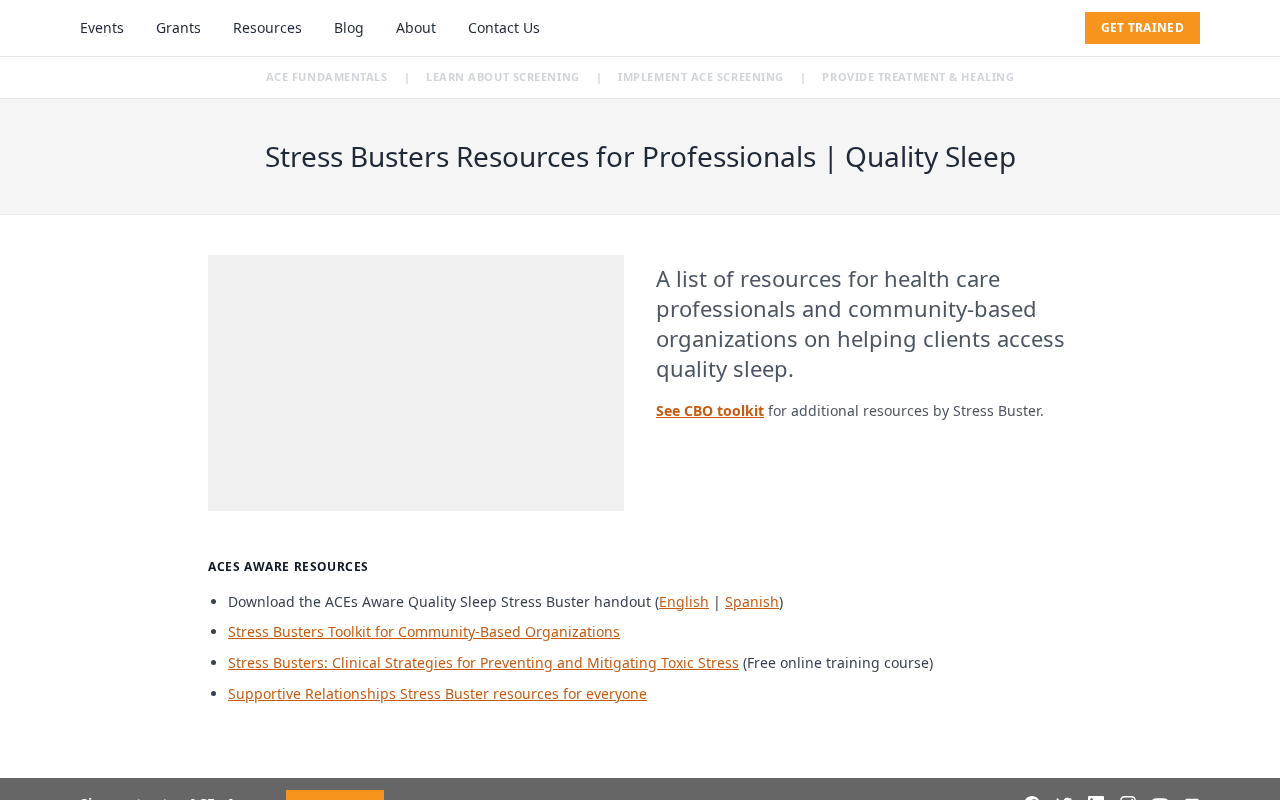 Events Grants Resources Blog About Contact Us GET TRAINED
ACE FUNDAMENTALS | LEARN ABOUT SCREENING | IMPLEMENT ACE SCREENING | PROVIDE TREATMENT & HEALING
Stress Busters Resources for Professionals | Quality Sleep
A list of resources for health care
professionals and community-based
organizations on helping clients access
quality sleep.
See CBO toolkit for additional resources by Stress Buster.
ACES AWARE RESOURCES
• Download the ACEs Aware Quality Sleep Stress Buster handout (English | Spanish)
• Stress Busters Toolkit for Community-Based Organizations
• Stress Busters: Clinical Strategies for Preventing and Mitigating Toxic Stress (Free online training course)
• Supportive Relationships Stress Buster resources for everyone